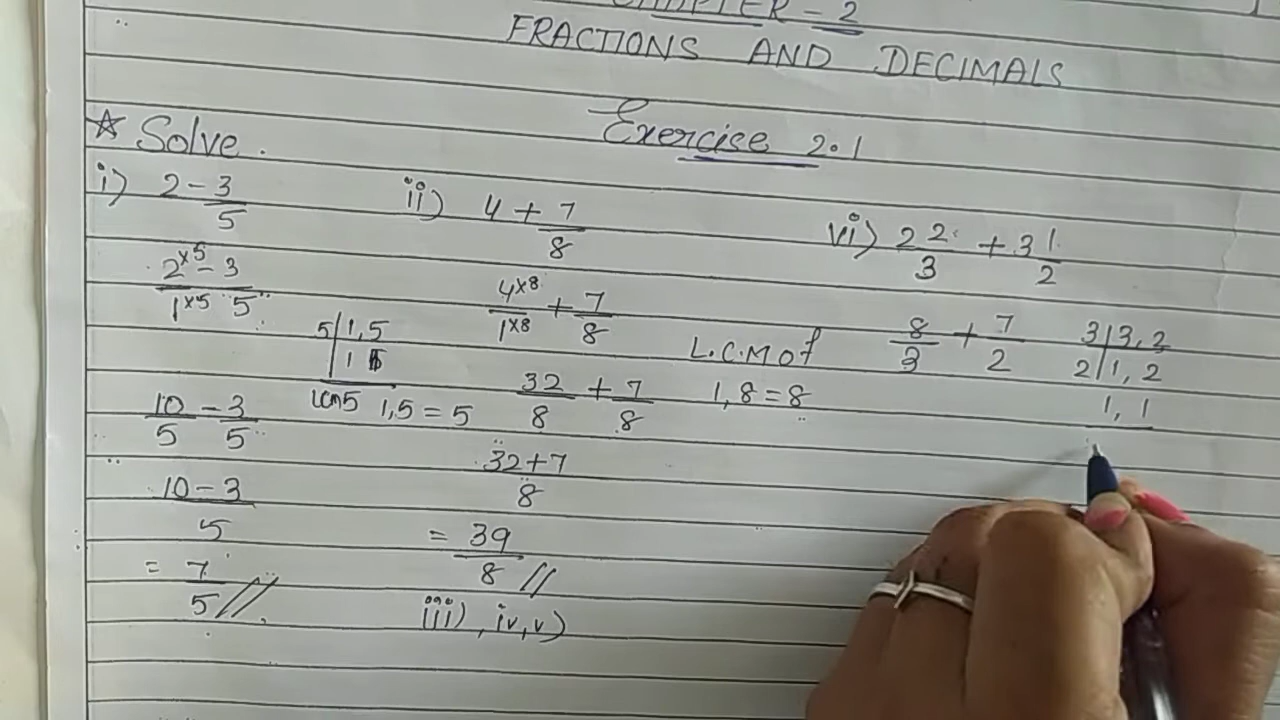 CHAPTER - 2
FRACTIONS AND DECIMALS
Exercise 2.1
☆ Solve.
i) 2 - 3/5
2×5/1×5 - 3/5
5 | 1, 5
1
1,5 = 5
10/5 - 3/5
10 - 3/5
= 7/5 //
ii) 4 + 7/8
4×8/1×8 + 7/8
L.C.M of
1, 8 = 8
32/8 + 7/8
32+7/8
= 39/8 //
iii), iv, v)
vi) 2 2/3 + 3 1/2
8/3 + 7/2
3 | 3, 2
2 | 1, 2
1, 1